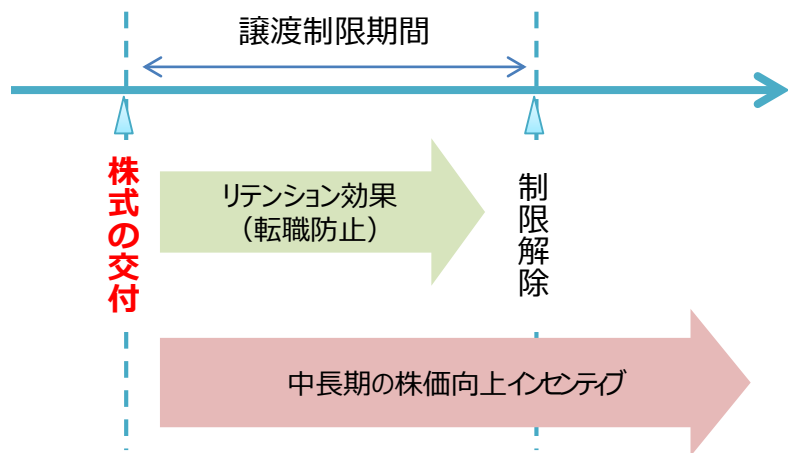 譲渡制限期間
株式の交付
リテンション効果
（転職防止）
制限解除
中長期の株価向上インセンティブ